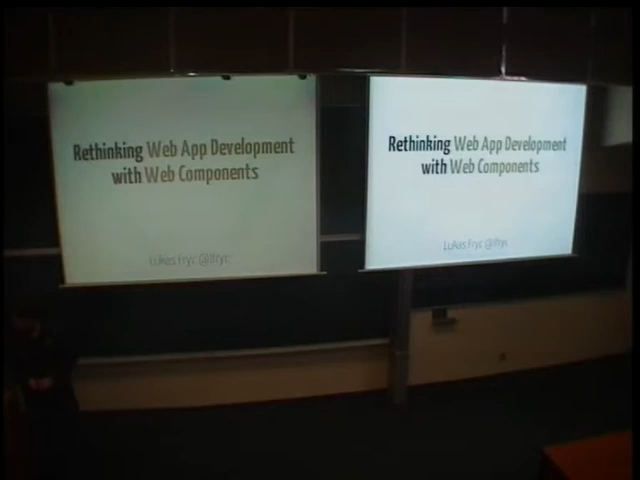 Rethinking Web App Development
with Web Components
Lukas Fryc @lfryc
Rethinking Web App Development
with Web Components
Lukas Fryc @lfryc